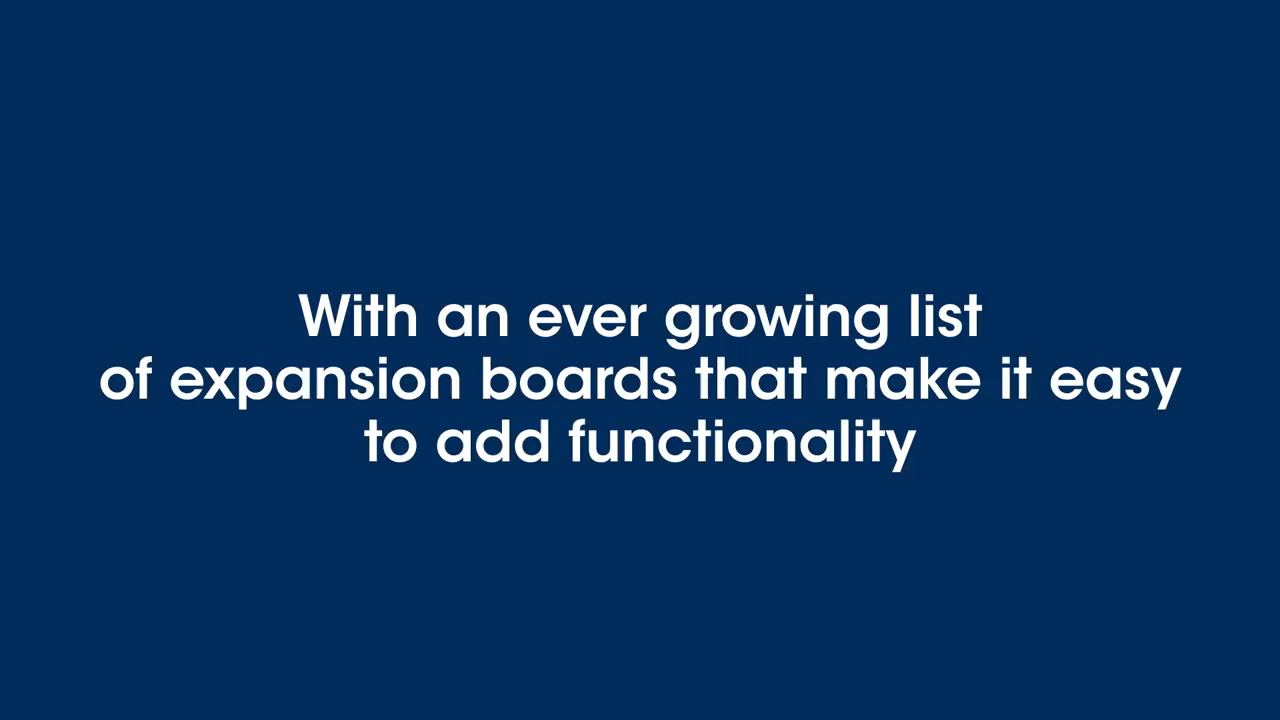 With an ever growing list
of expansion boards that make it easy
to add functionality